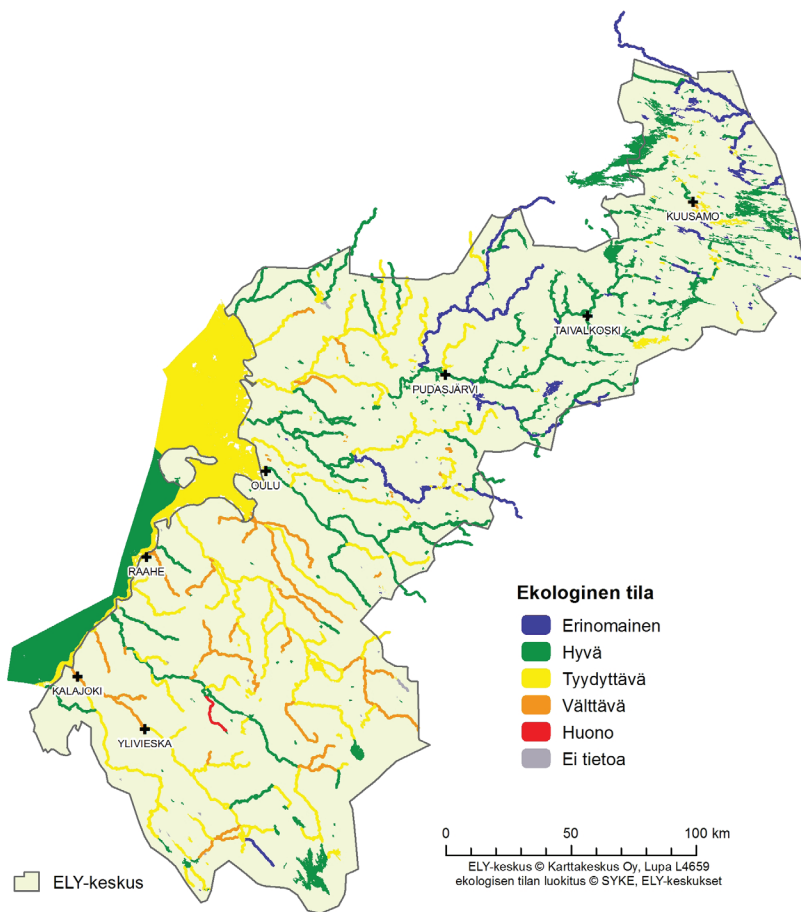 KUUSAMO
TAIVALKOSKI
PUDASJÄRVI
OULU
RAAHE
KALAJOKI
YLIVIESKA
Ekologinen tila
Erinomainen
Hyvä
Tyydyttävä
Välttävä
Huono
Ei tietoa
0 50 100 km
ELY-keskus
ELY-keskus © Karttakeskus Oy, Lupa L4659
ekologisen tilan luokitus © SYKE, ELY-keskukset